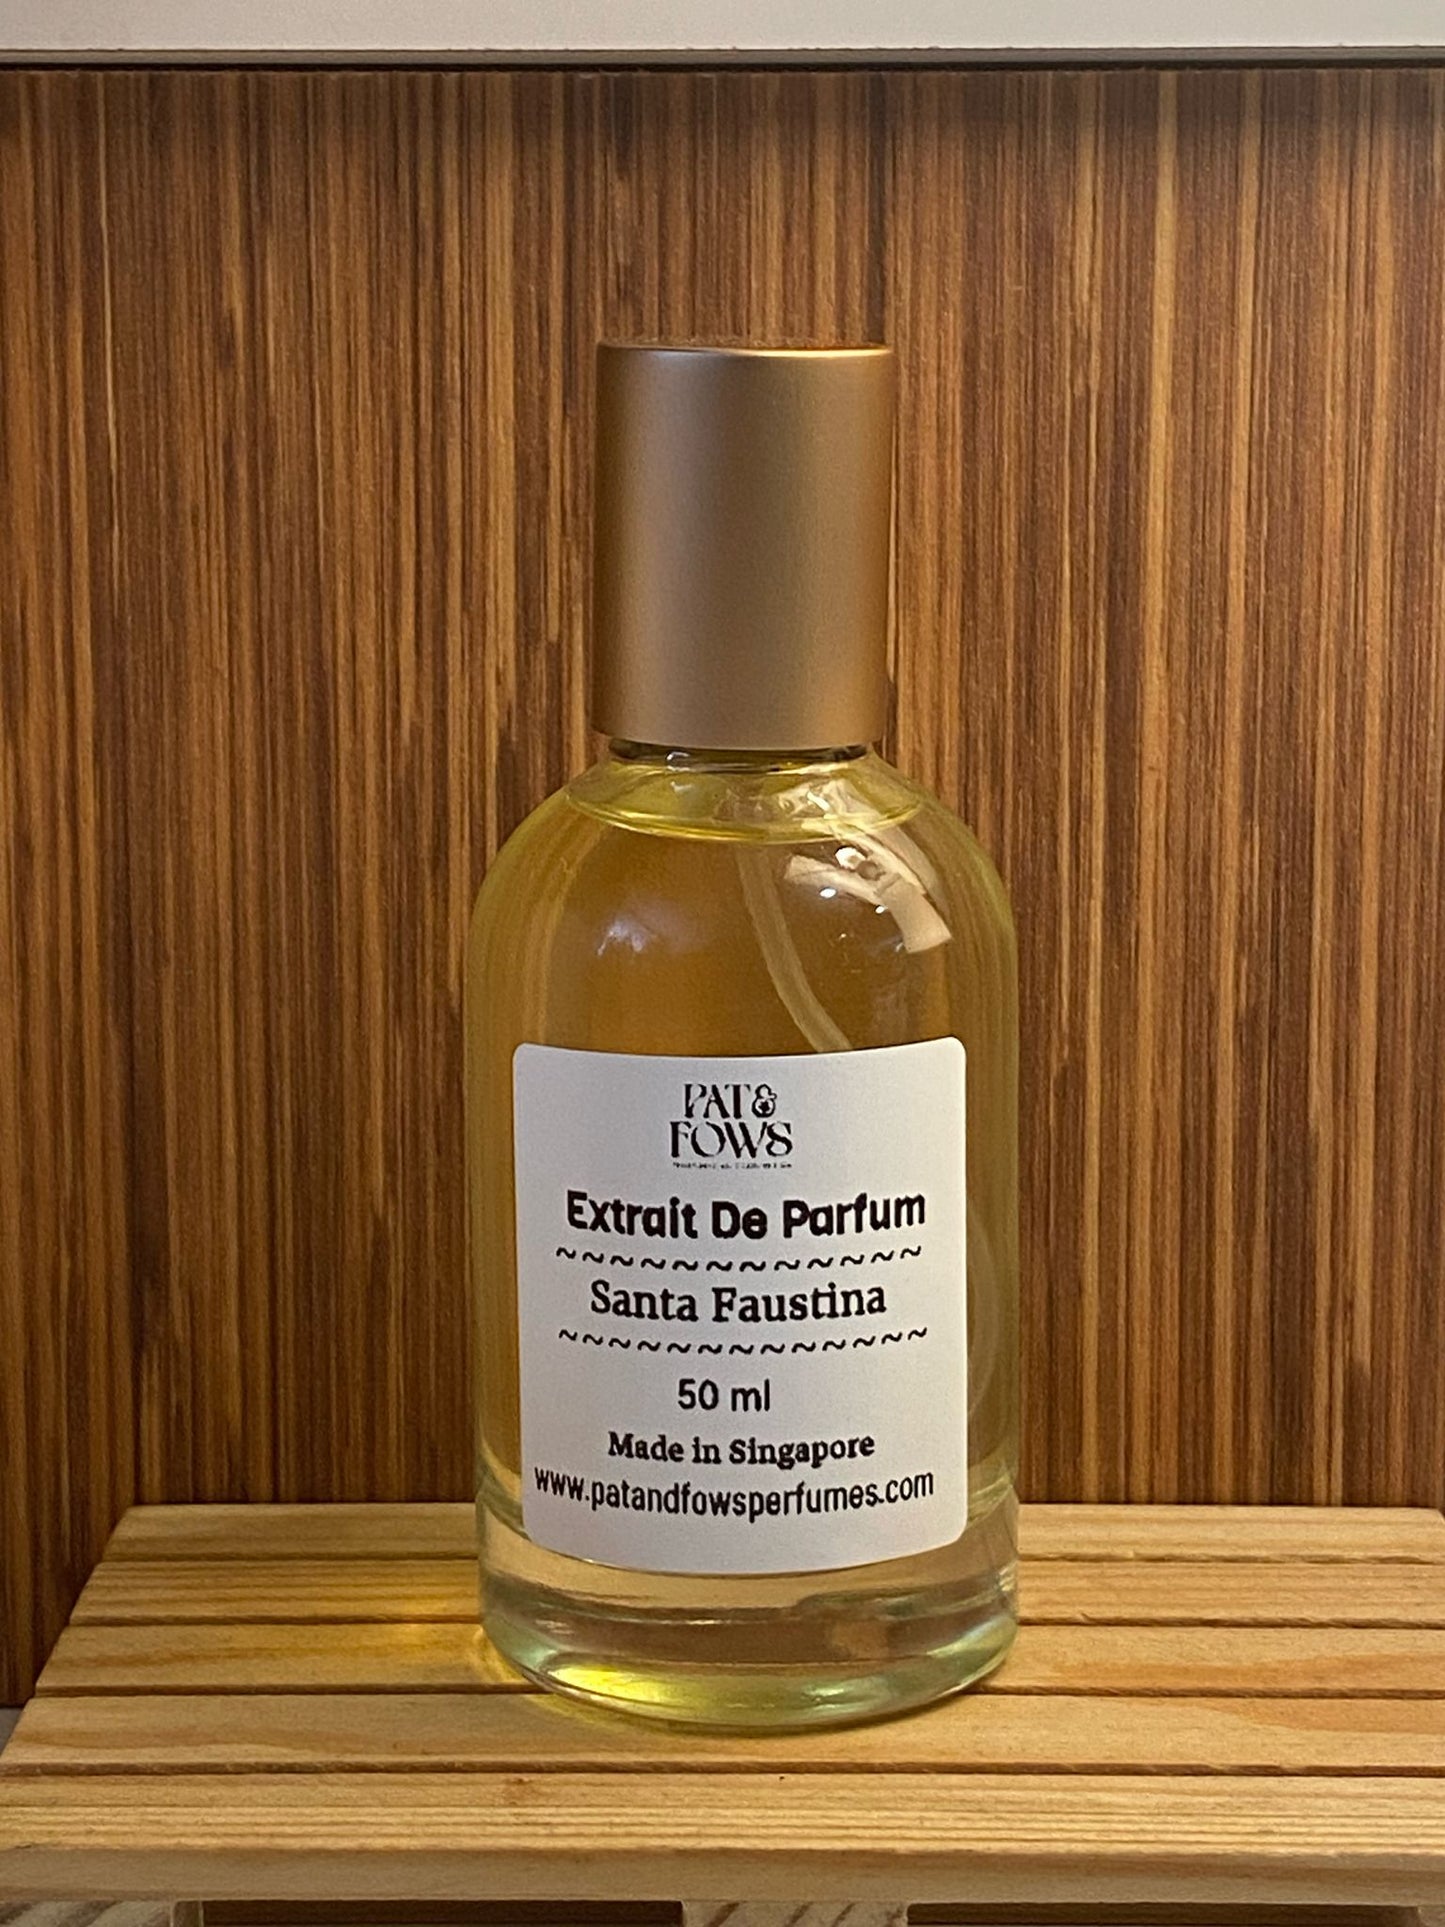 PAT&
FOWS
Extrait De Parfum
~~~~~~~~~~~~~
Santa Faustina
~~~~~~~~~~~~~
50 ml
Made in Singapore
www.patandfowsperfumes.com